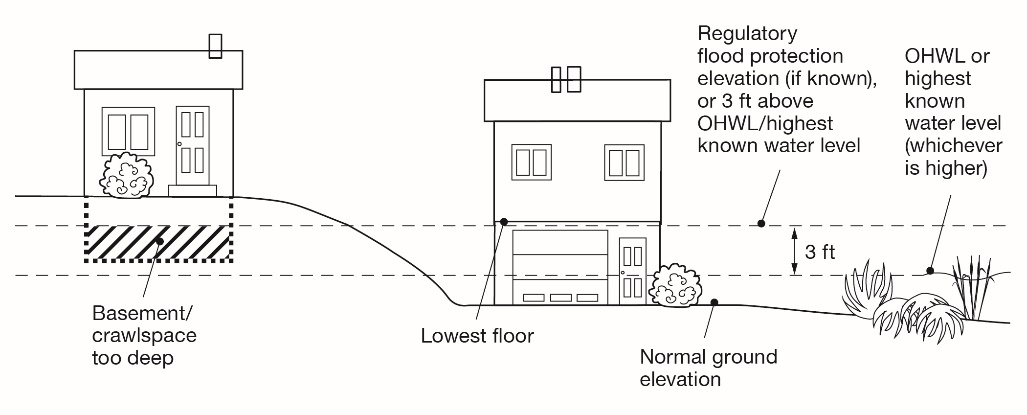 Regulatory
flood protection
elevation (if known),
or 3 ft above
OHWL/highest
known water level
OHWL or
highest
known
water level
(whichever
is higher)
3 ft
Basement/
crawlspace
too deep
Lowest floor
Normal ground
elevation